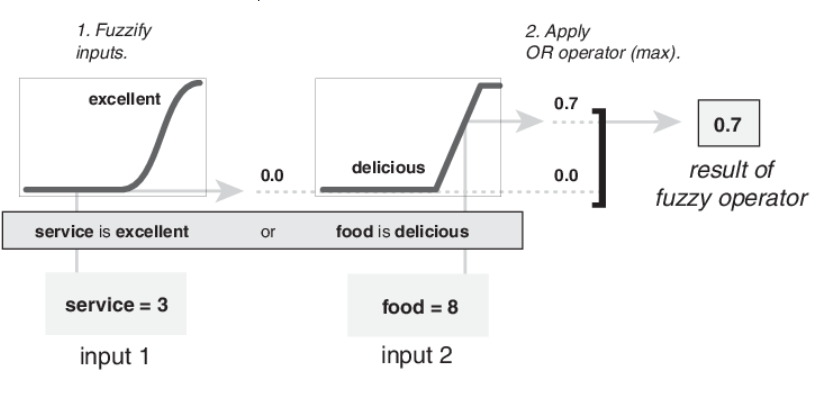 1. Fuzzify
inputs.
2. Apply
OR operator (max).
excellent
0.0
delicious
0.7
0.0
0.7
result of
fuzzy operator
service is excellent or food is delicious
service = 3
food = 8
input 1
input 2